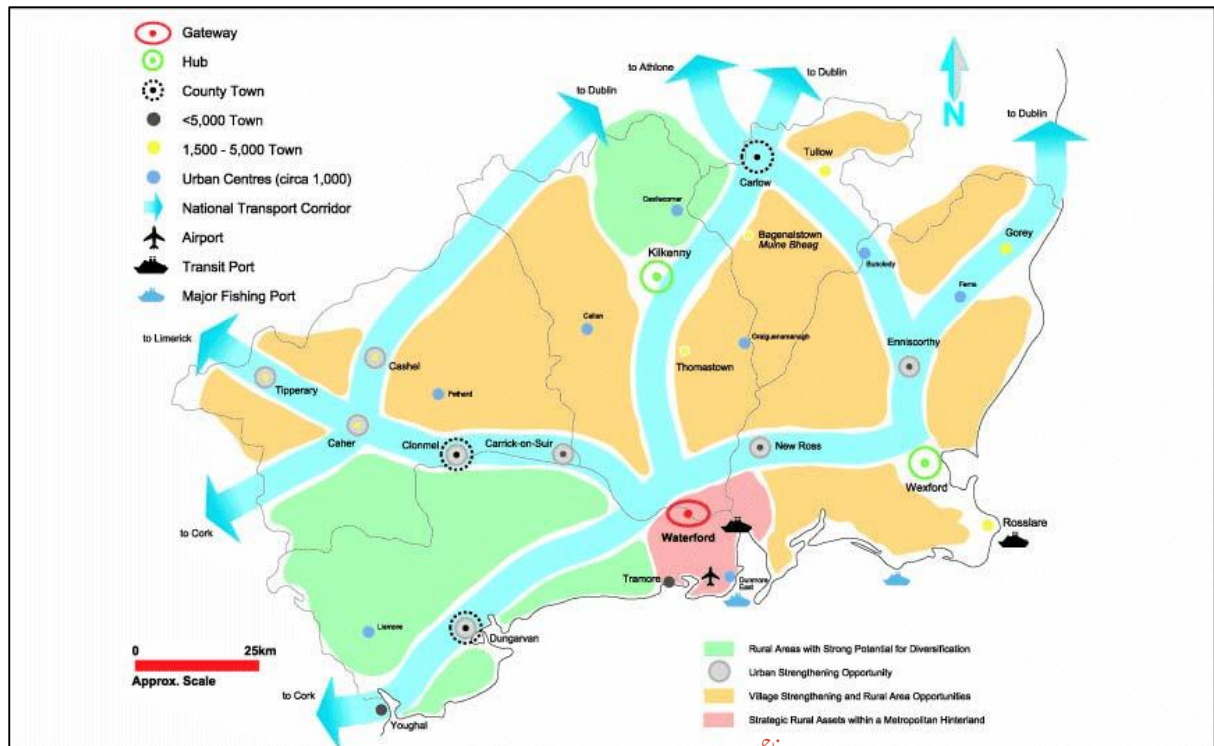 Gateway
Hub
County Town
<5,000 Town
1,500 - 5,000 Town
Urban Centres (circa 1,000)
National Transport Corridor
Airport
Transit Port
Major Fishing Port
to Athlone
to Dublin
to Dublin
to Dublin
N
Tullow
Carlow
Castlecomer
Bagenalstown
Muine Bheag
Gorey
Kilkenny
Bunclody
Ferns
to Limerick
Callan
Graiguenamanagh
Enniscorthy
Cashel
Thomastown
Tipperary
Fethard
Caher
Clonmel
Carrick-on-Suir
New Ross
Wexford
to Cork
Rosslare
Waterford
Tramore
Dunmore
East
Lismore
Dungarvan
0 25km
Approx. Scale
to Cork
Youghal
Rural Areas with Strong Potential for Diversification
Urban Strengthening Opportunity
Village Strengthening and Rural Area Opportunities
Strategic Rural Assets within a Metropolitan Hinterland